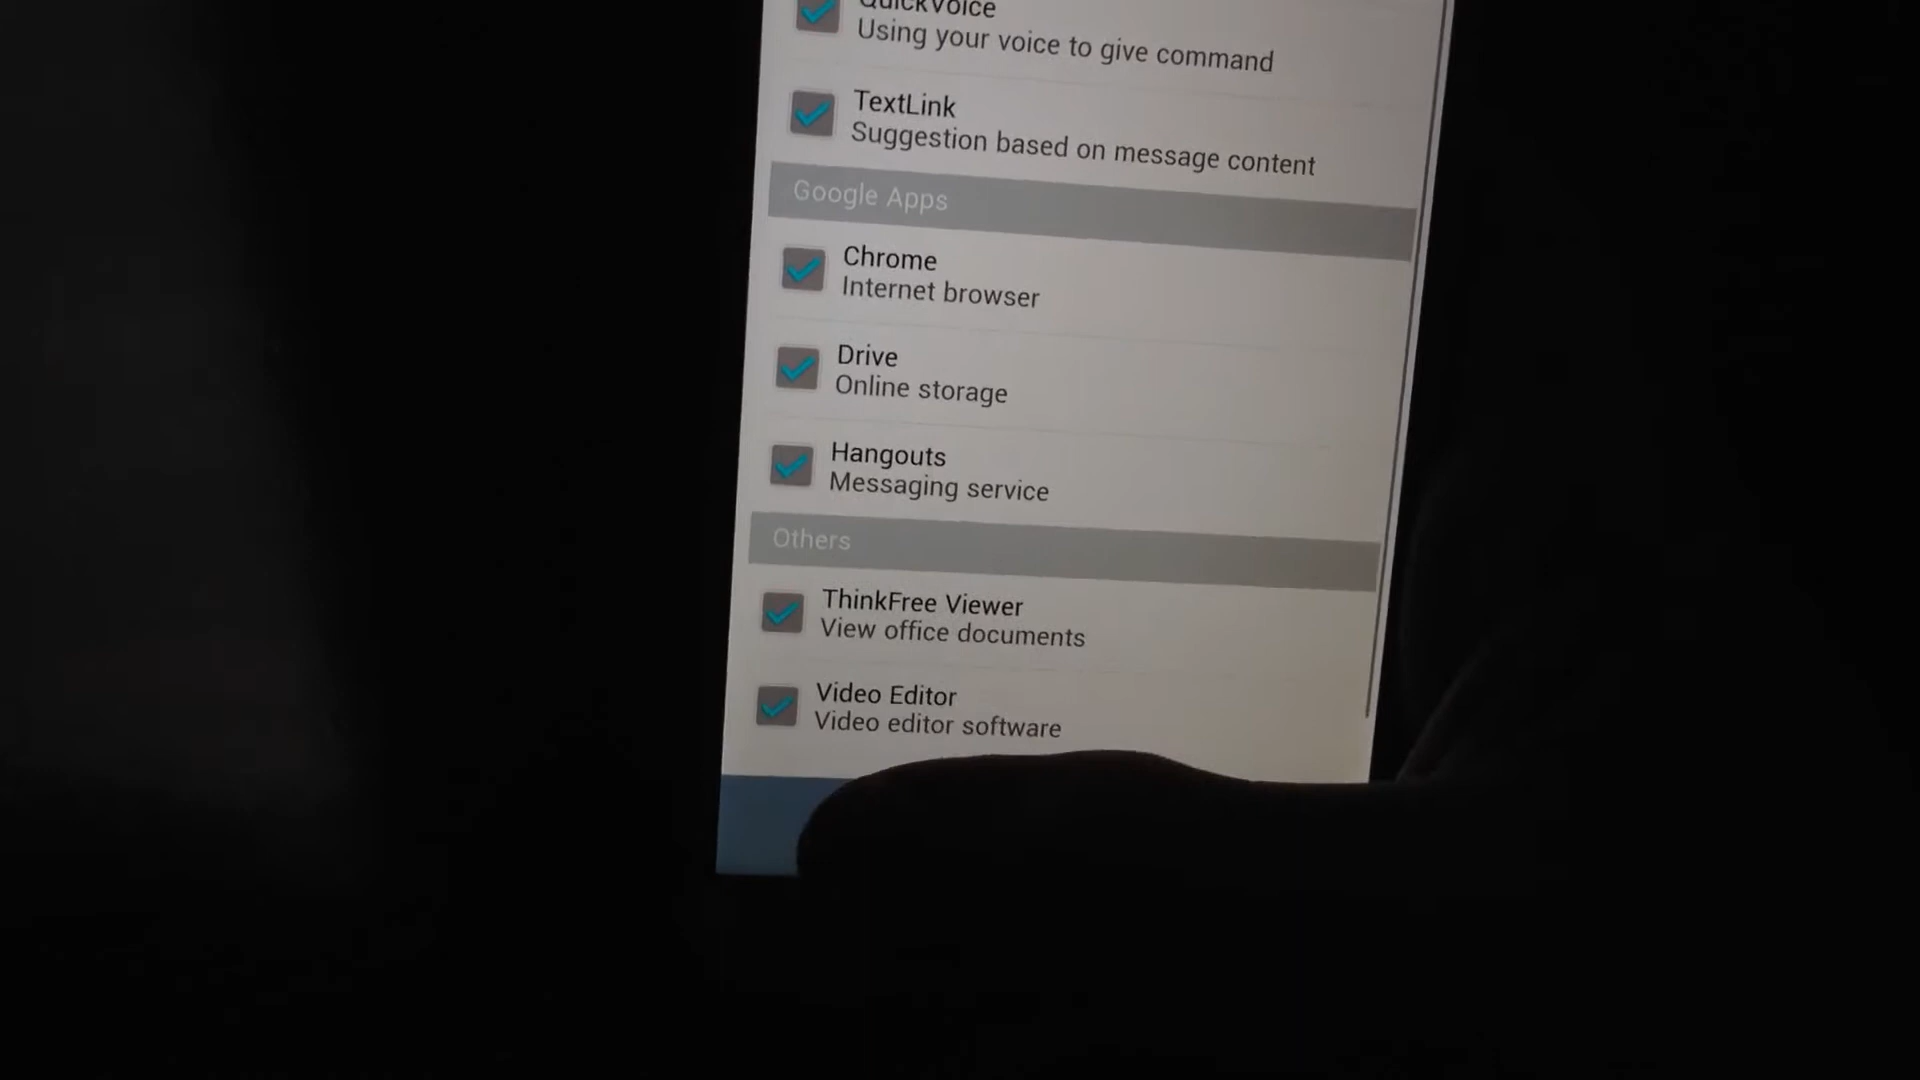 QuickVoice
Using your voice to give command
TextLink
Suggestion based on message content
Google Apps
Chrome
Internet browser
Drive
Online storage
Hangouts
Messaging service
Others
ThinkFree Viewer
View office documents
Video Editor
Video editor software